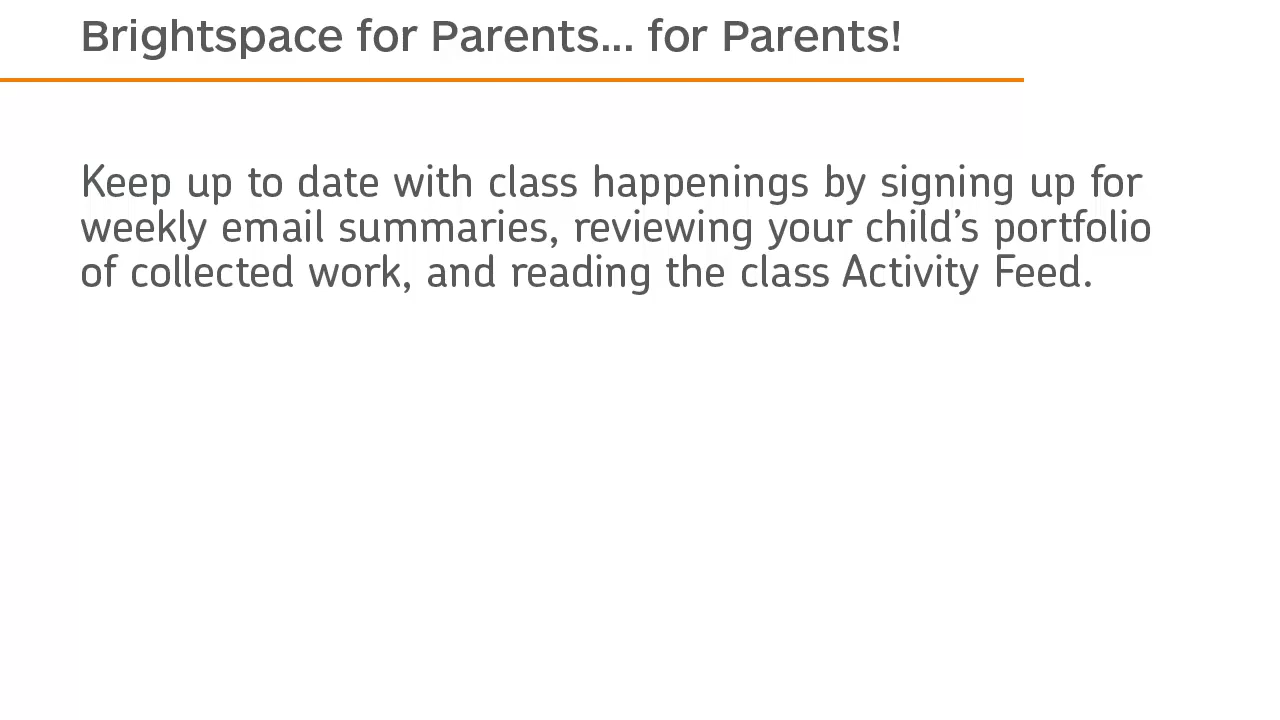 Brightspace for Parents... for Parents!
Keep up to date with class happenings by signing up for
weekly email summaries, reviewing your child’s portfolio
of collected work, and reading the class Activity Feed.